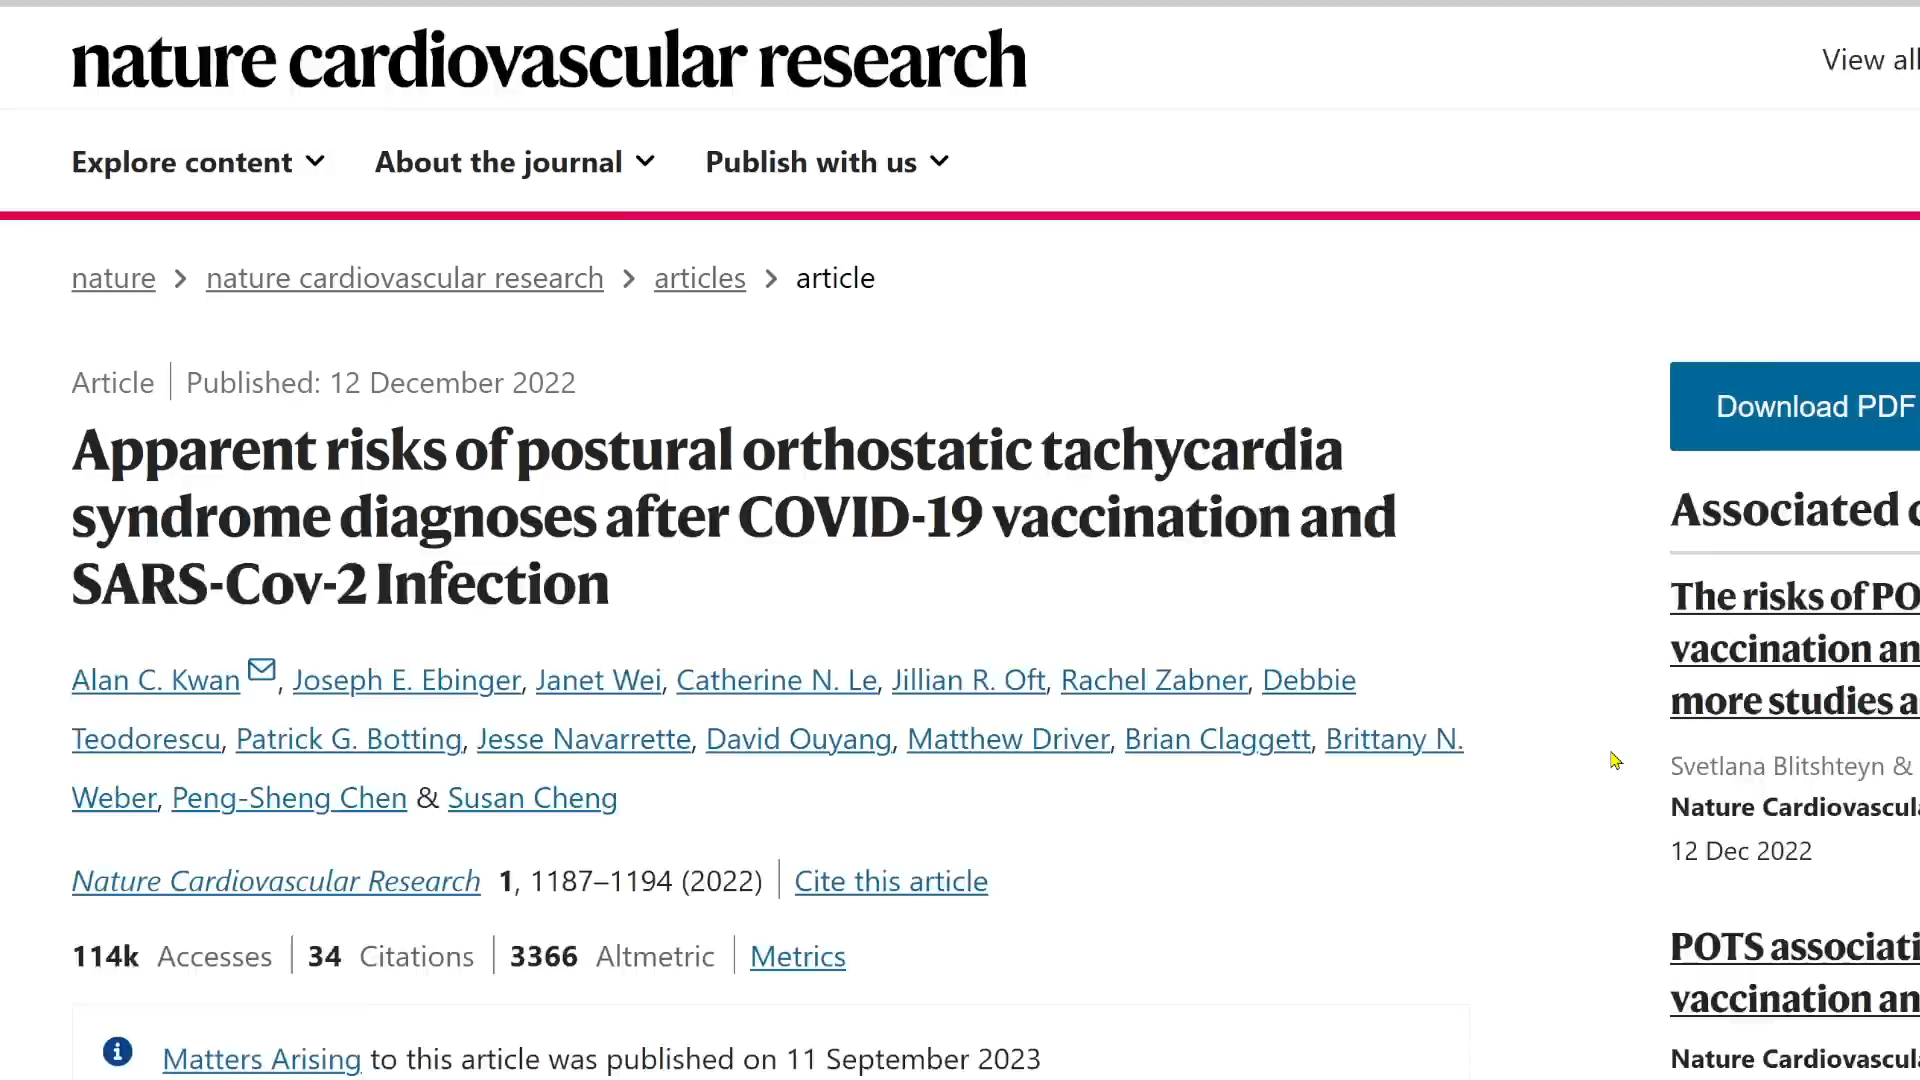 nature cardiovascular research
View all
Explore content
About the journal
Publish with us
nature > nature cardiovascular research > articles > article
Article | Published: 12 December 2022
Apparent risks of postural orthostatic tachycardia
syndrome diagnoses after COVID-19 vaccination and
SARS-Cov-2 Infection
Alan C. Kwan, Joseph E. Ebinger, Janet Wei, Catherine N. Le, Jillian R. Oft, Rachel Zabner, Debbie
Teodorescu, Patrick G. Botting, Jesse Navarrette, David Ouyang, Matthew Driver, Brian Claggett, Brittany N.
Weber, Peng-Sheng Chen & Susan Cheng
Nature Cardiovascular Research 1, 1187–1194 (2022) | Cite this article
114k Accesses | 34 Citations | 3366 Altmetric | Metrics
Matters Arising to this article was published on 11 September 2023
Download PDF
Associated
The risks of PO
vaccination an
more studies a
Svetlana Blitshteyn &
Nature Cardiovascula
12 Dec 2022
POTS associati
vaccination an
Nature Cardiovascula